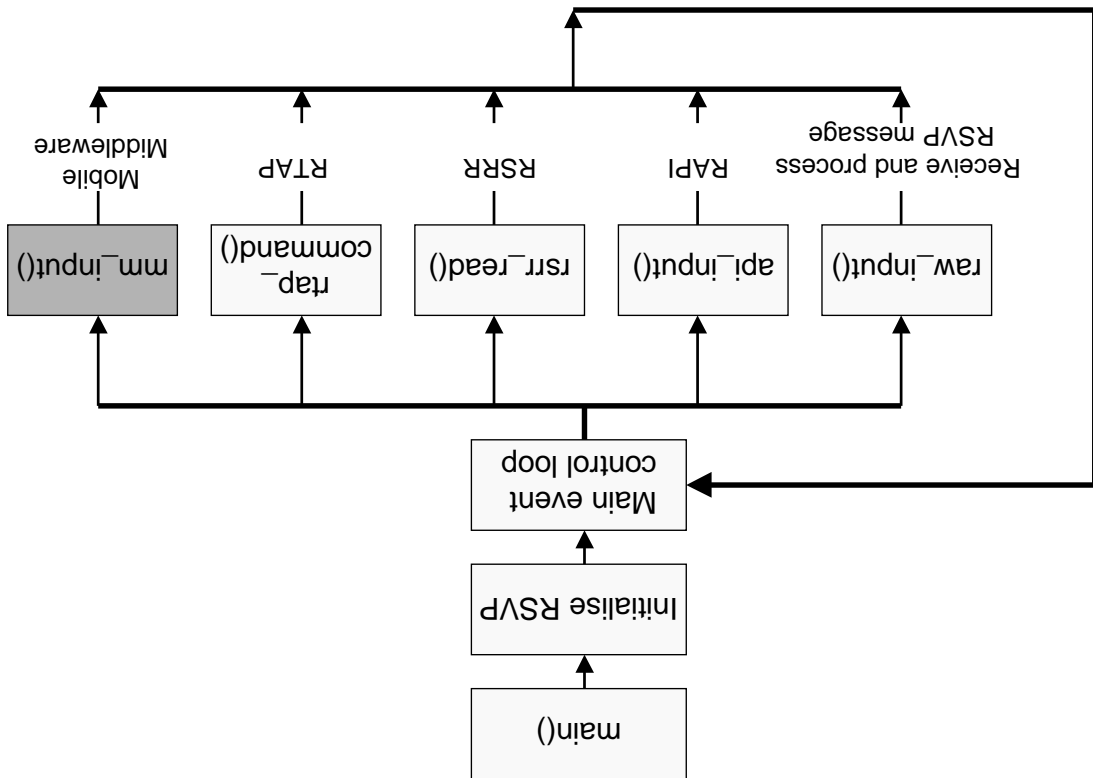 main()
Initialise RSVP
Main event
control loop
raw_input()
api_input()
rsrr_read()
rtap_
command()
mm_input()
Receive and process
RSVP message
RAPI
RSRR
RTAP
Mobile
Middleware